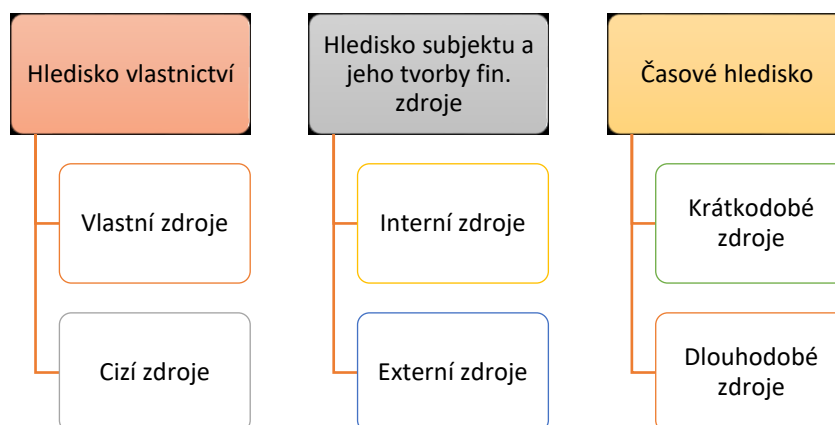 Hledisko vlastnictví
Vlastní zdroje
Cizí zdroje
Hledisko subjektu a
jeho tvorby fin.
zdroje
Interní zdroje
Externí zdroje
Časové hledisko
Krátkodobé
zdroje
Dlouhodobé
zdroje